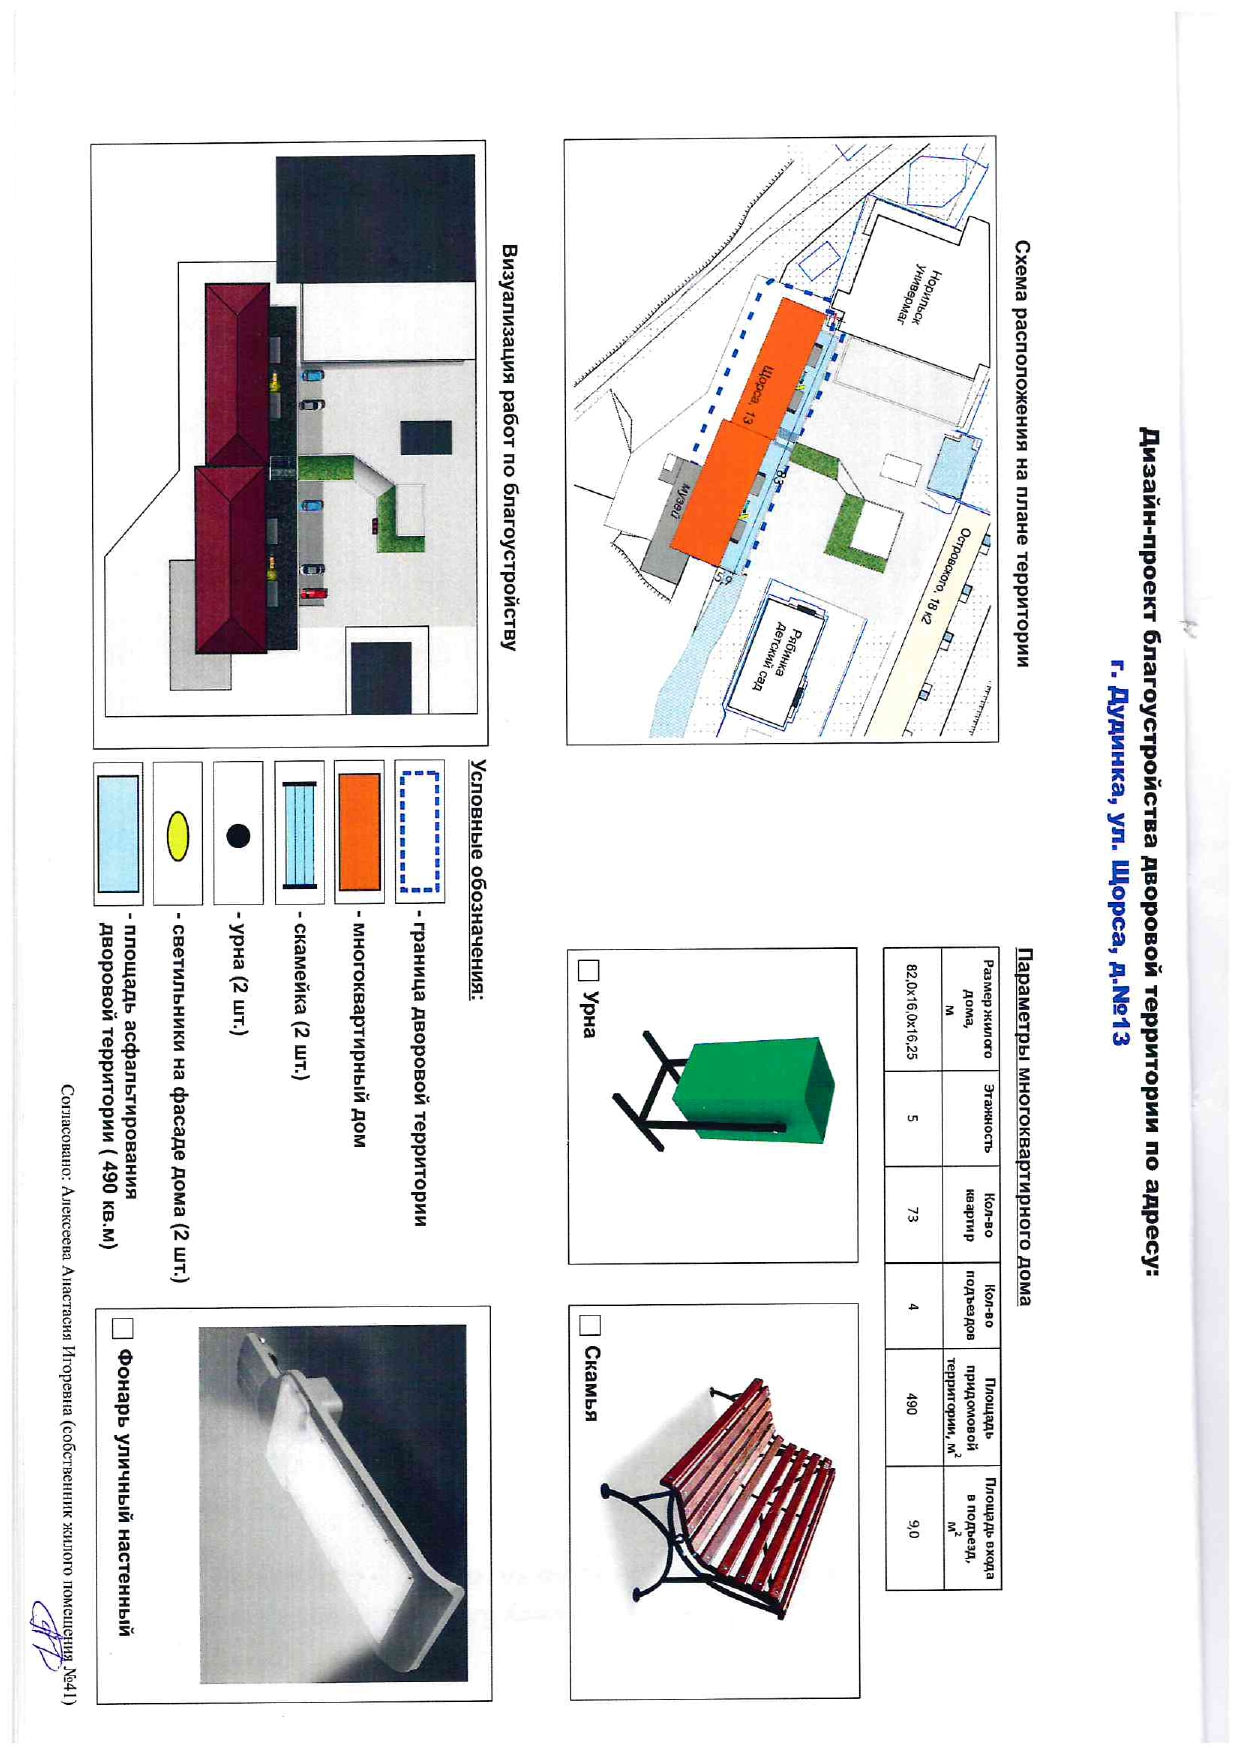 Дизайн-проект благоустройства дворовой территории по адресу:
г. Дудинка, ул. Щорса, д.№13
Схема расположения на плане территории
Норильск
универмаг
Щорса, 13
музей
83
Островского, 18 к2
Рябинка
детский сад
Параметры многоквартирного дома
Размер жилого дома, м
Этажность
Кол-во квартир
Кол-во подъездов
Площадь придомовой территории, м²
Площадь входа в подъезд, м²
82,0х16,0х16,25
5
73
4
490
9,0
Урна
Скамья
Визуализация работ по благоустройству
Условные обозначения:
- граница дворовой территории
- многоквартирный дом
- скамейка (2 шт.)
- урна (2 шт.)
- светильники на фасаде дома (2 шт.)
- площадь асфальтирования
дворовой территории ( 490 кв.м)
Фонарь уличный настенный
Согласовано: Алексеева Анастасия Игоревна (собственник жилого помещения №41)